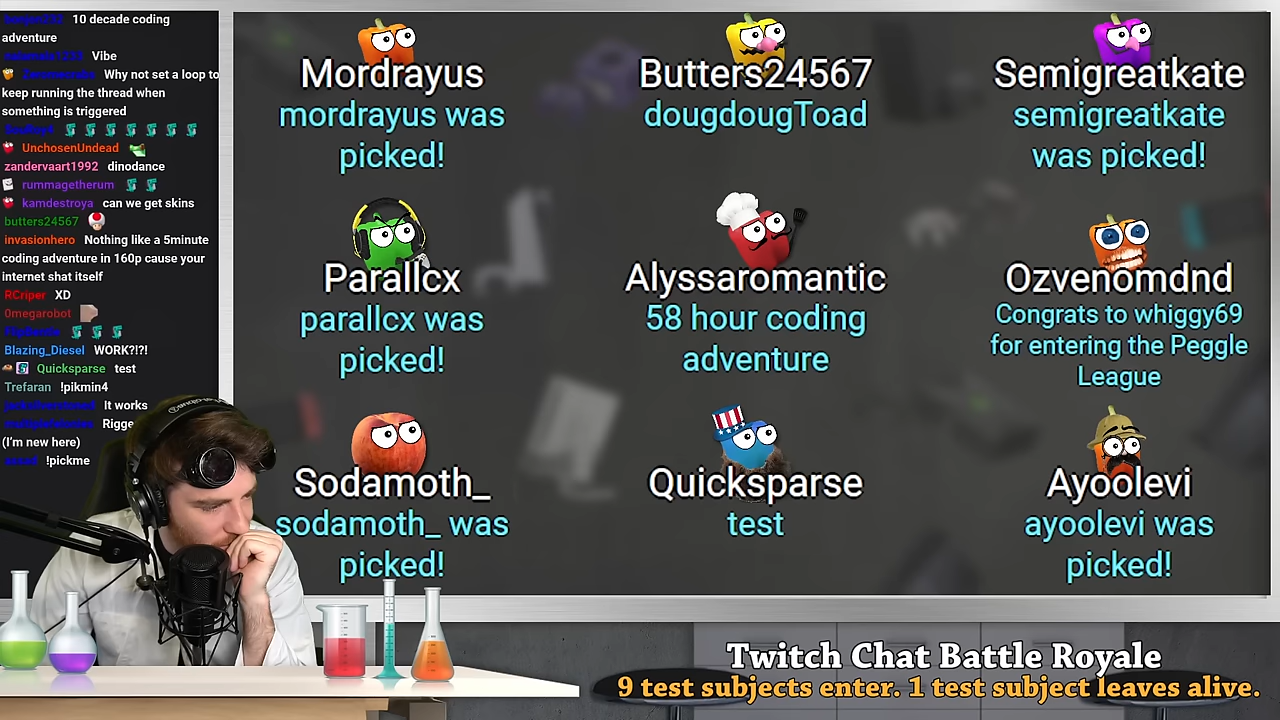 10 decade coding
adventure
Vibe
Why not set a loop to
keep running the thread when
something is triggered
UnchosenUndead
zandervaart1992 dinodance
rummagetherum
kamdestroya can we get skins
butters24567
invasionhero Nothing like a 5minute
coding adventure in 160p cause your
internet shat itself
RCriper XD
0megarobot
Blazing_Diesel WORK?!?!
Quicksparse test
Trefaran !pikmin4
It works
Rigge
(I'm new here)
!pickme
Mordrayus
mordrayus was
picked!
Butters24567
dougdougToad
Semigreatkate
semigreatkate
was picked!
Parallcx
parallcx was
picked!
Alyssaromantic
58 hour coding
adventure
Ozvenomdnd
Congrats to whiggy69
for entering the Peggle
League
Sodamoth_
sodamoth_ was
picked!
Quicksparse
test
Ayoolevi
ayoolevi was
picked!
Twitch Chat Battle Royale
9 test subjects enter. 1 test subject leaves alive.